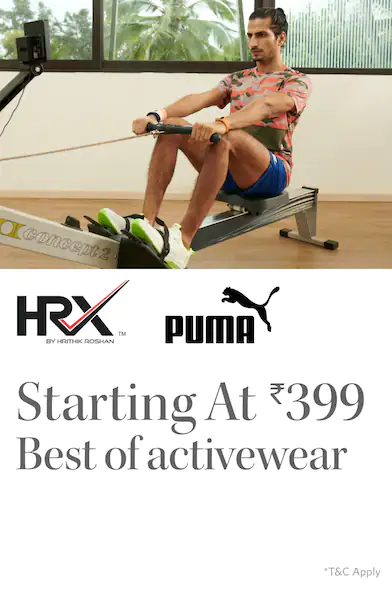 concept2
HRX
TM
BY HRITHIK ROSHAN
PUMA
Starting At ₹399
Best of activewear
*T&C Apply